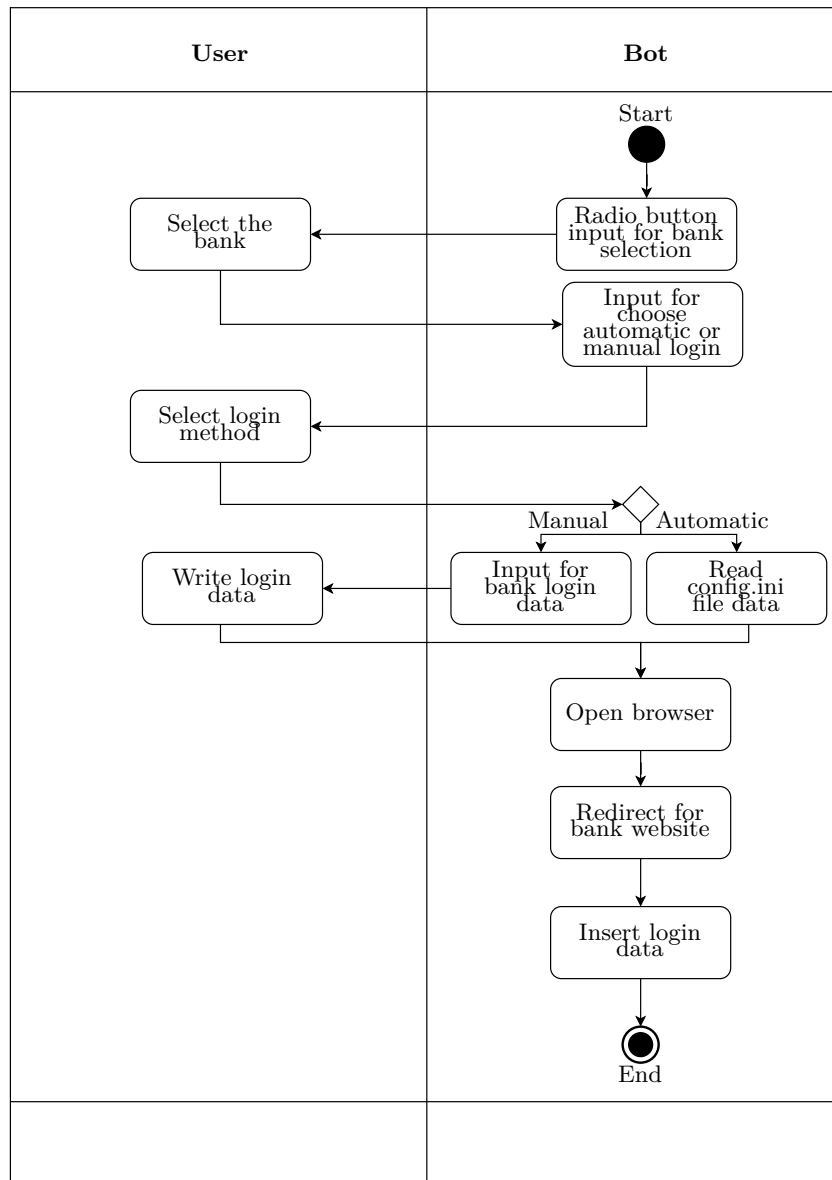 User
Bot
Start
Select the
bank
Radio button
input for bank
selection
Input for
choose
automatic or
manual login
Select login
method
Manual
Automatic
Write login
data
Input for
bank login
data
Read
config.ini
file data
Open browser
Redirect for
bank website
Insert login
data
End